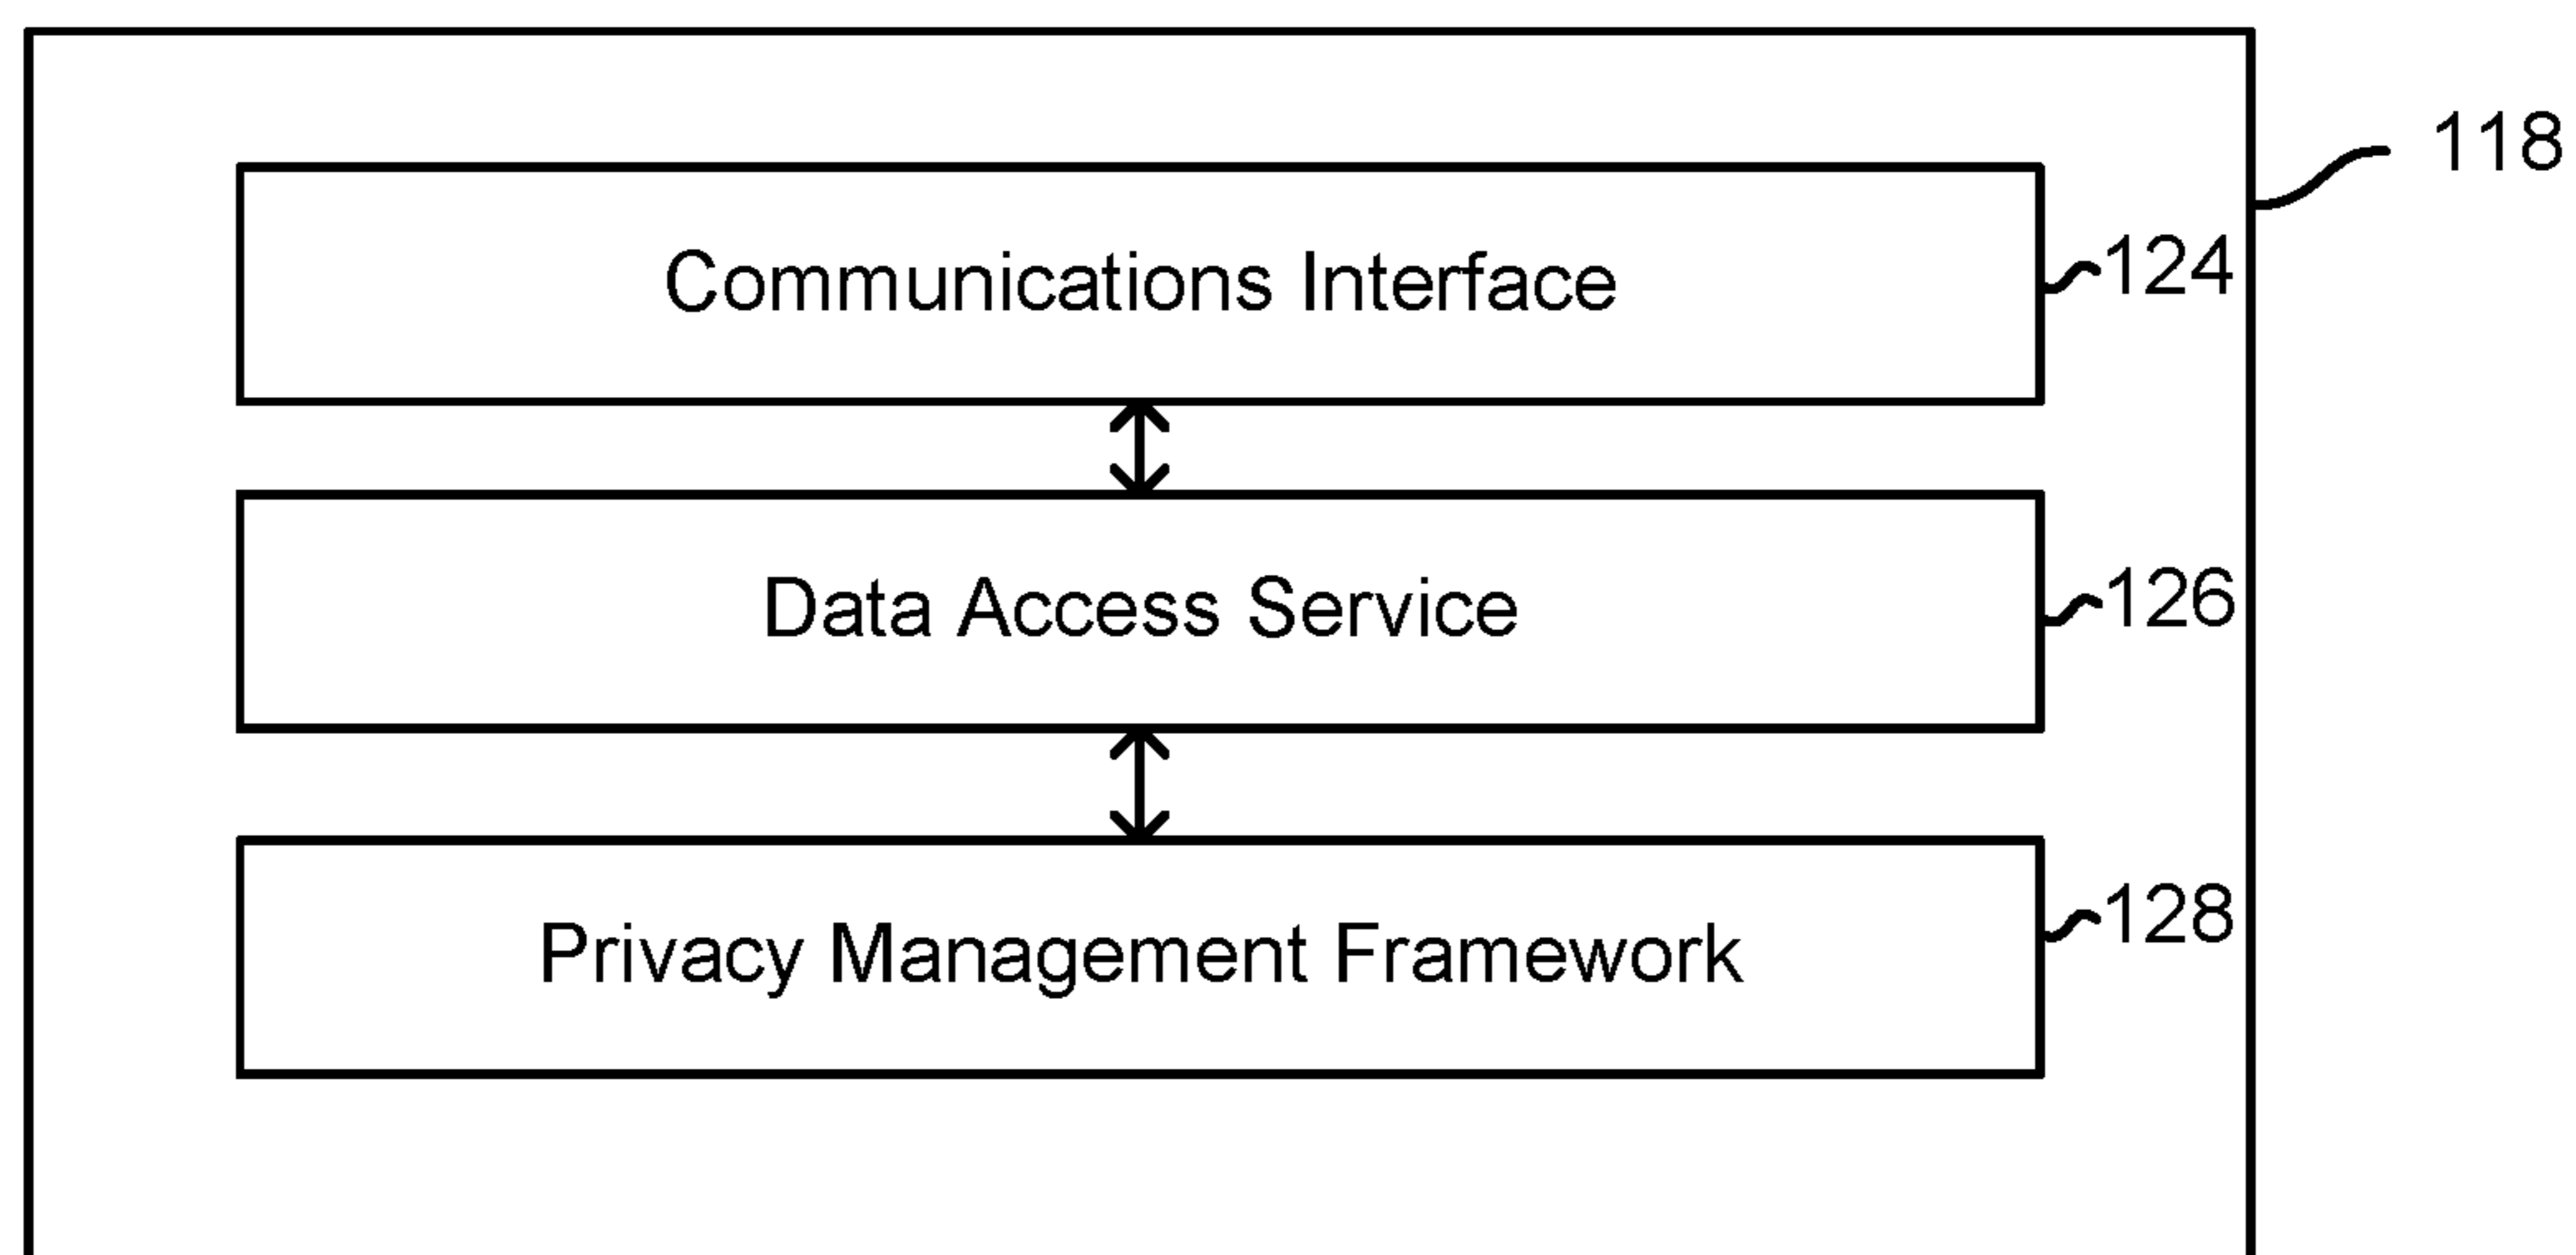 118
Communications Interface
124
Data Access Service
126
Privacy Management Framework
128